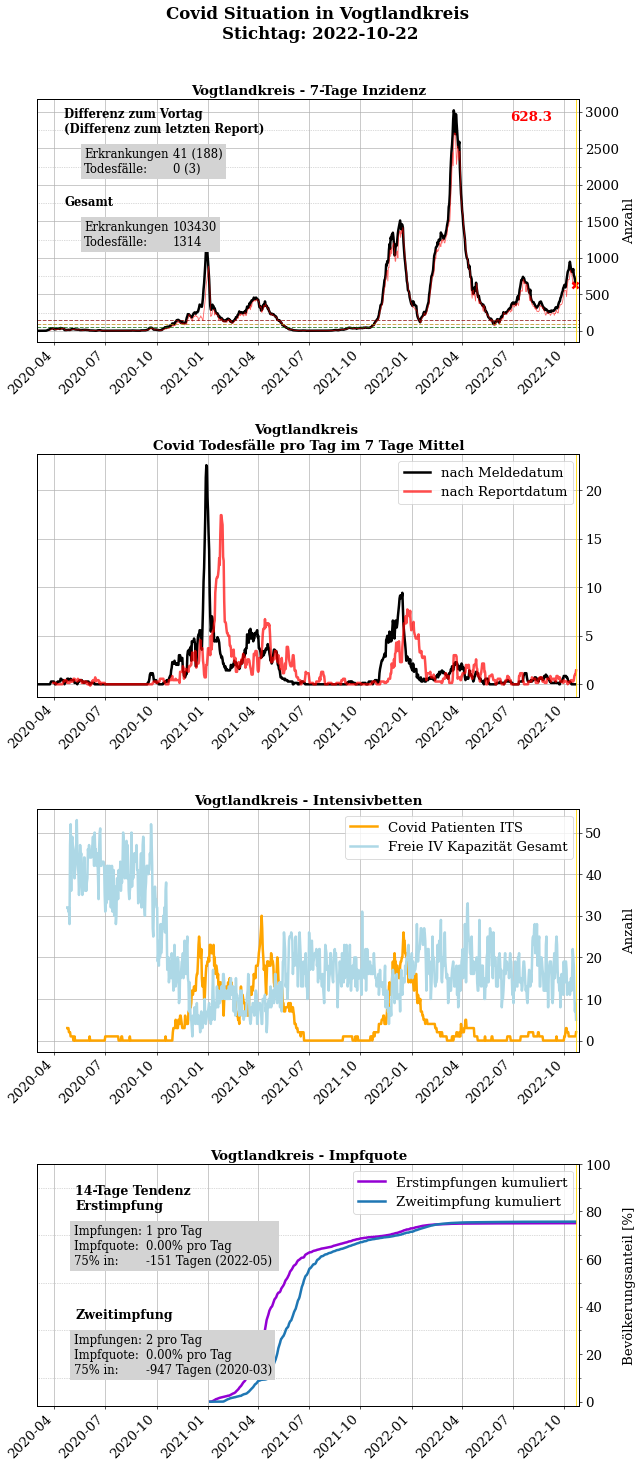 Covid Situation in Vogtlandkreis
Stichtag: 2022-10-22
Vogtlandkreis - 7-Tage Inzidenz
Differenz zum Vortag
(Differenz zum letzten Report)
Erkrankungen 41 (188)
Todesfälle: 0 (3)
Gesamt
Erkrankungen 103430
Todesfälle: 1314
628.3
3000
2500
2000
1500
1000
500
0
Anzahl
2020-04 2020-07 2020-10 2021-01 2021-04 2021-07 2021-10 2022-01 2022-04 2022-07 2022-10
Vogtlandkreis
Covid Todesfälle pro Tag im 7 Tage Mittel
nach Meldedatum
nach Reportdatum
20
15
10
5
0
2020-04 2020-07 2020-10 2021-01 2021-04 2021-07 2021-10 2022-01 2022-04 2022-07 2022-10
Vogtlandkreis - Intensivbetten
Covid Patienten ITS
Freie IV Kapazität Gesamt
50
40
30
20
10
0
Anzahl
2020-04 2020-07 2020-10 2021-01 2021-04 2021-07 2021-10 2022-01 2022-04 2022-07 2022-10
Vogtlandkreis - Impfquote
14-Tage Tendenz
Erstimpfung
Impfungen: 1 pro Tag
Impfquote: 0.00% pro Tag
75% in: -151 Tagen (2022-05)
Zweitimpfung
Impfungen: 2 pro Tag
Impfquote: 0.00% pro Tag
75% in: -947 Tagen (2020-03)
Erstimpfungen kumuliert
Zweitimpfung kumuliert
100
80
60
40
20
0
Bevölkerungsanteil [%]
2020-04 2020-07 2020-10 2021-01 2021-04 2021-07 2021-10 2022-01 2022-04 2022-07 2022-10